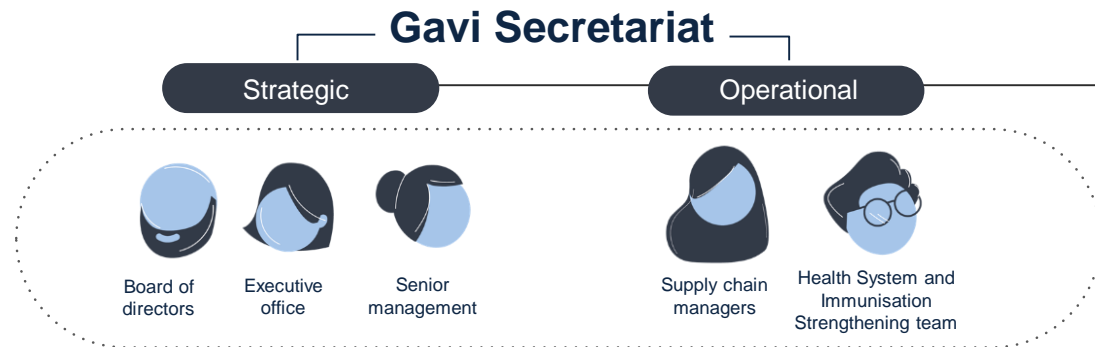 Gavi Secretariat
Strategic
Operational
Board of
directors
Executive
office
Senior
management
Supply chain
managers
Health System and
Immunisation
Strengthening team